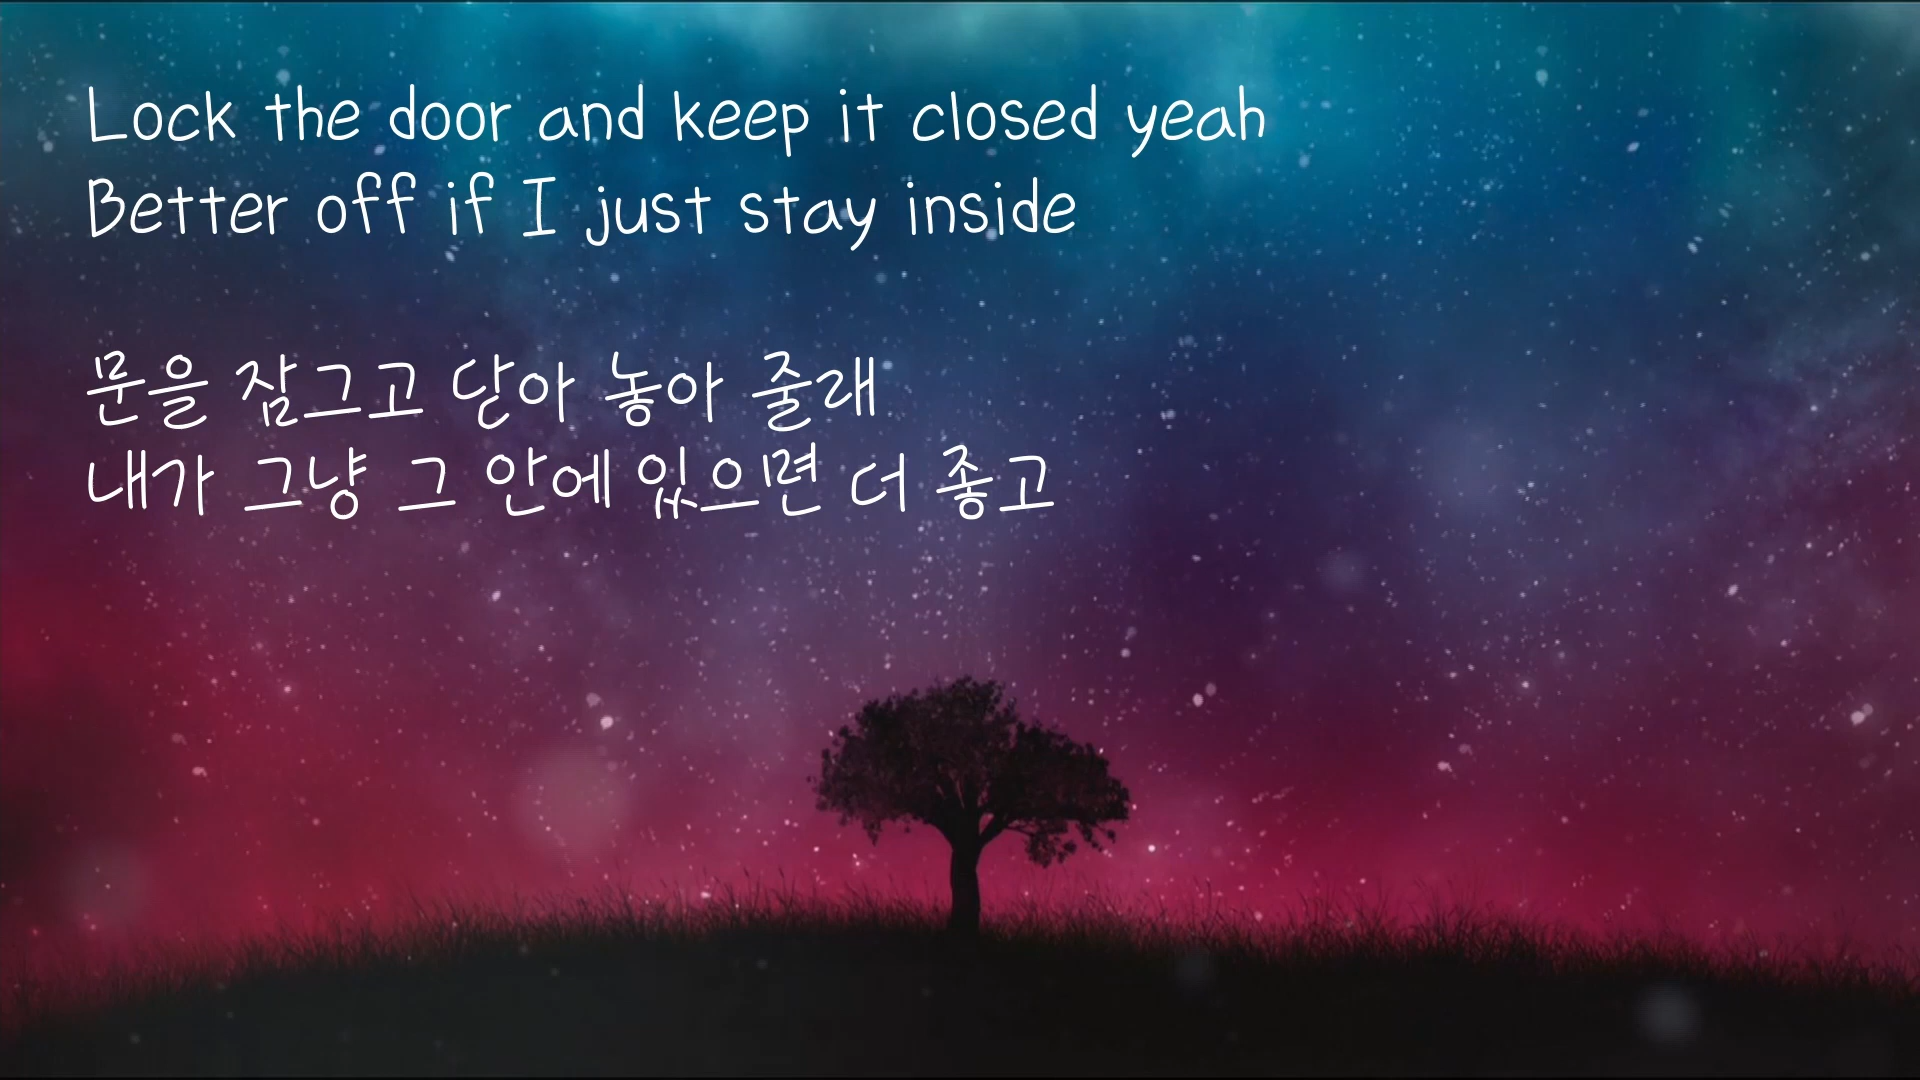 Lock the door and keep it closed yeah
Better off if I just stay inside
문을 잠그고 닫아 놓아 줄래
내가 그냥 그 안에 있으면 더 좋고